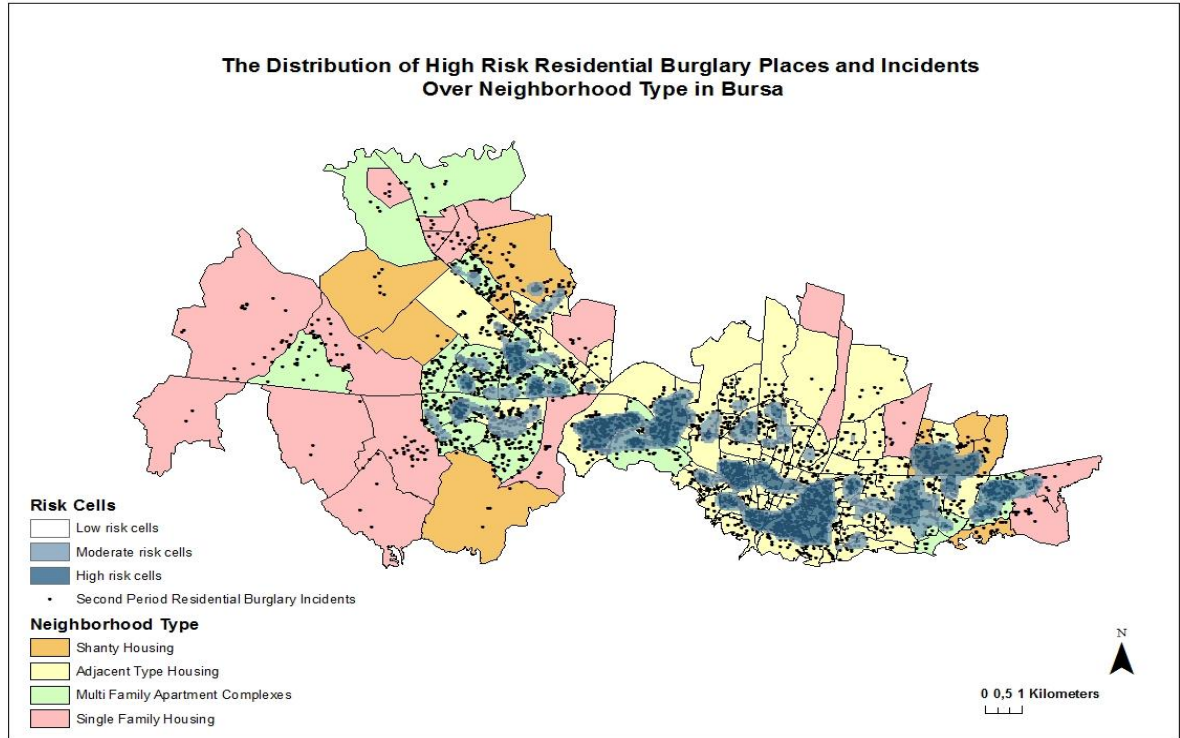 The Distribution of High Risk Residential Burglary Places and Incidents
Over Neighborhood Type in Bursa
Risk Cells
Low risk cells
Moderate risk cells
High risk cells
Second Period Residential Burglary Incidents
Neighborhood Type
Shanty Housing
Adjacent Type Housing
Multi Family Apartment Complexes
Single Family Housing
N
0 0,5 1 Kilometers